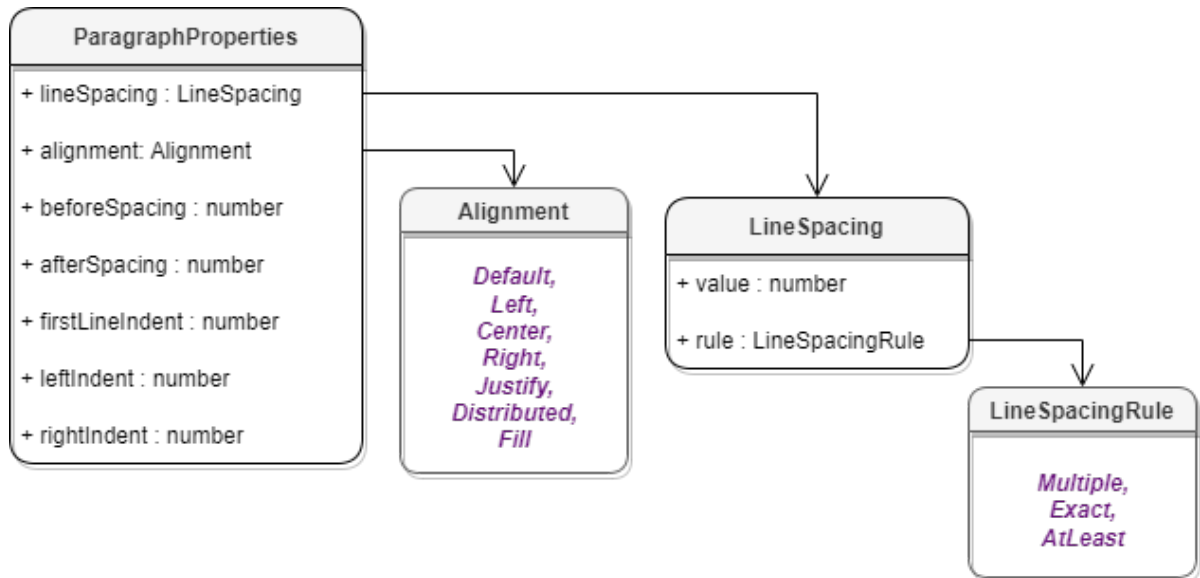 ParagraphProperties
+ lineSpacing : LineSpacing
+ alignment: Alignment
+ beforeSpacing : number
+ afterSpacing : number
+ firstLineIndent : number
+ leftIndent : number
+ rightIndent : number
Alignment
Default,
Left,
Center,
Right,
Justify,
Distributed,
Fill
LineSpacing
+ value : number
+ rule : LineSpacingRule
LineSpacingRule
Multiple,
Exact,
AtLeast